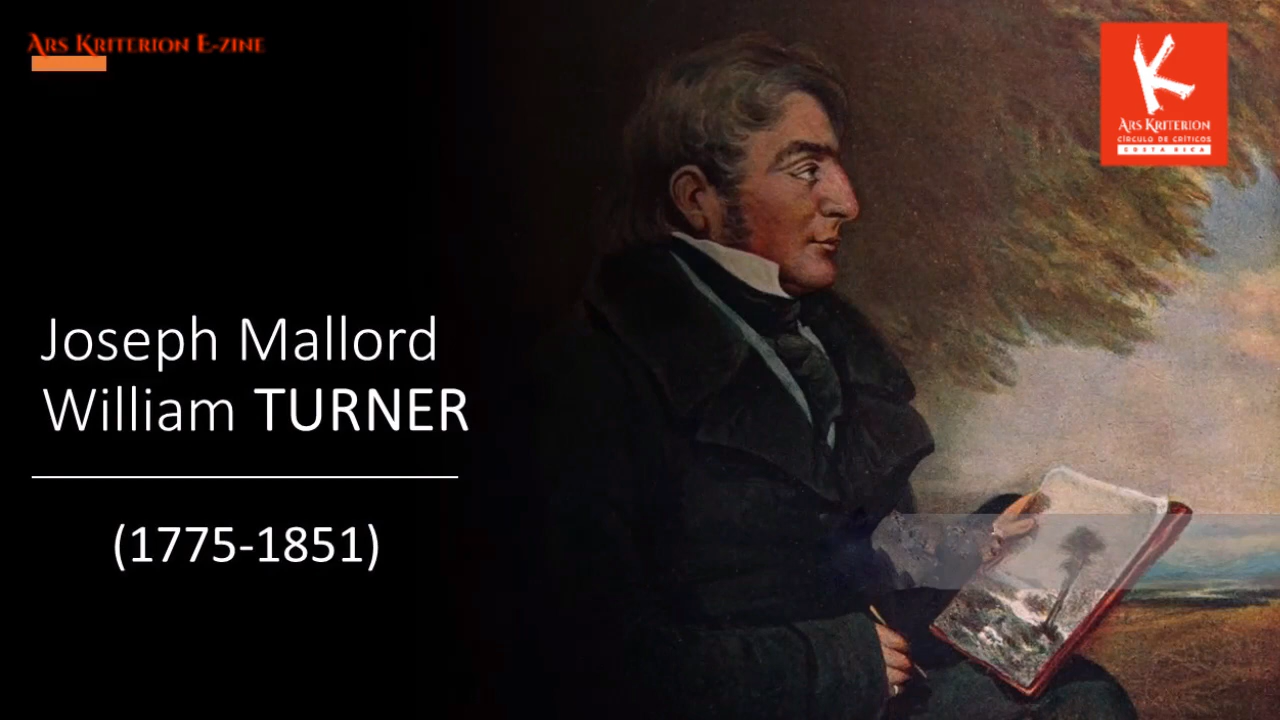 ARS KRITERION E-ZINE
K
ARS KRITERION
CÍRCULO DE CRÍTICOS
COSTA RICA
Joseph Mallord
William TURNER
(1775-1851)